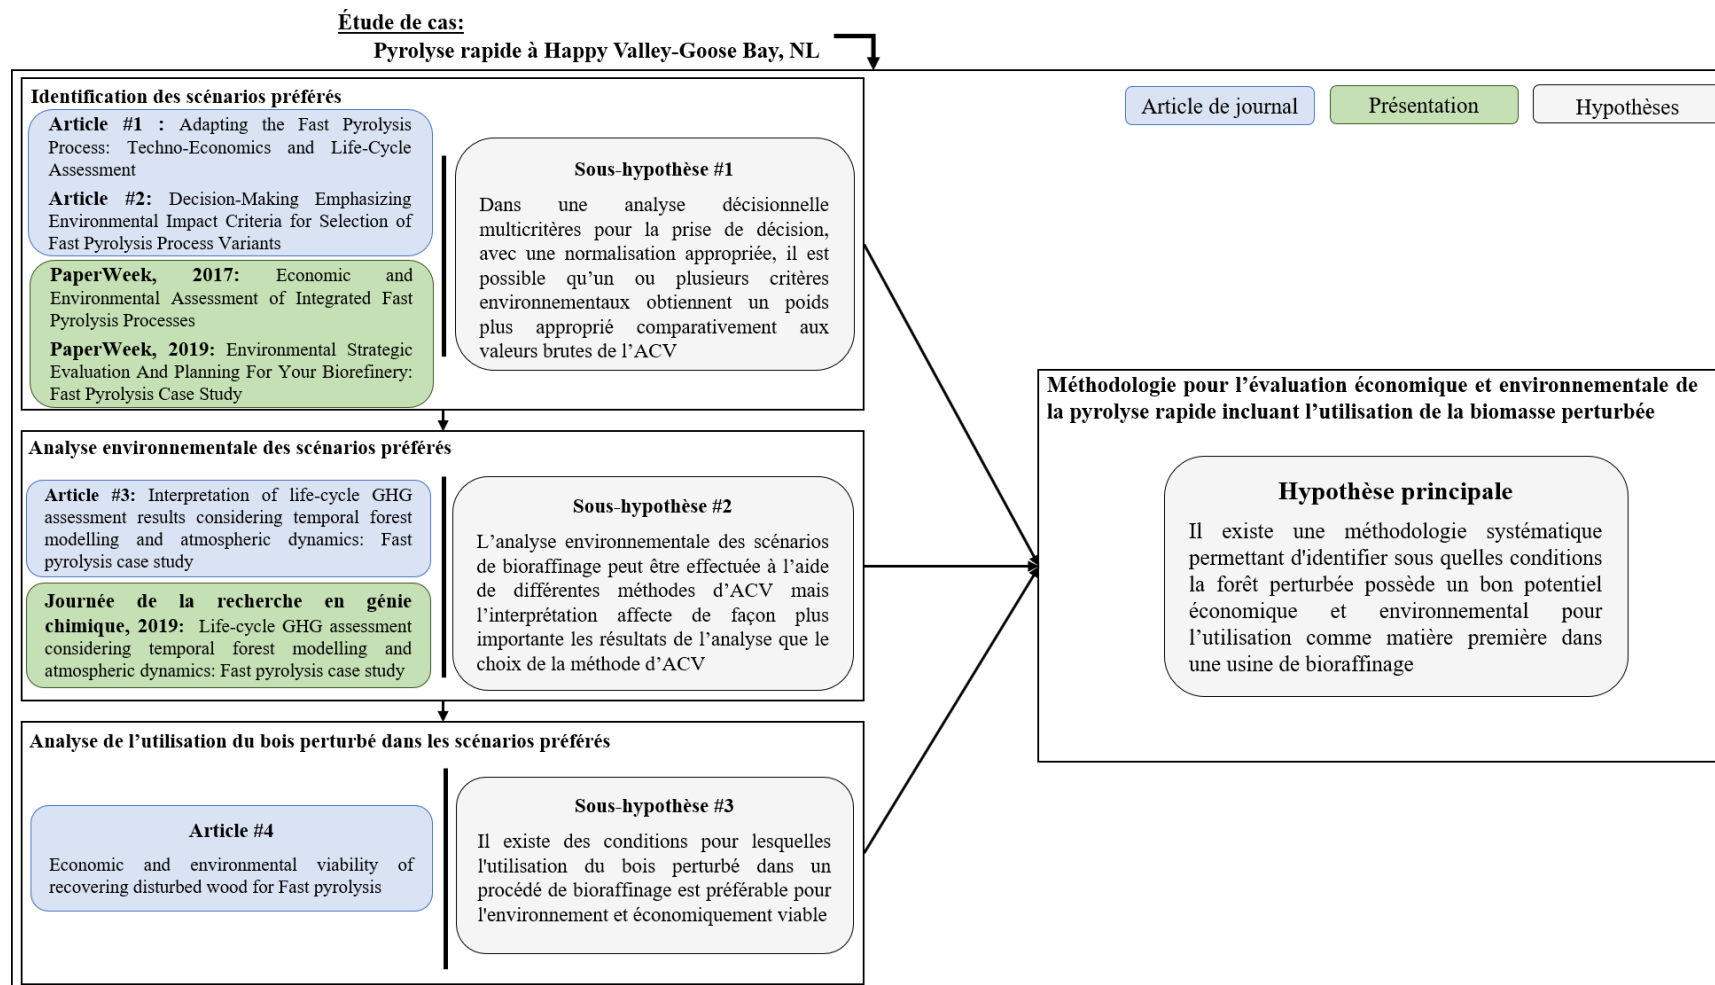 Étude de cas:
Pyrolyse rapide à Happy Valley-Goose Bay, NL
Article de journal
Présentation
Hypothèses
Identification des scénarios préférés
Article #1 : Adapting the Fast Pyrolysis
Process: Techno-Economics and Life-Cycle
Assessment
Article #2: Decision-Making Emphasizing
Environmental Impact Criteria for Selection of
Fast Pyrolysis Process Variants
PaperWeek, 2017: Economic and
Environmental Assessment of Integrated Fast
Pyrolysis Processes
PaperWeek, 2019: Environmental Strategic
Evaluation And Planning For Your Biorefinery:
Fast Pyrolysis Case Study
Sous-hypothèse #1
Dans une analyse décisionnelle
multicritères pour la prise de décision,
avec une normalisation appropriée, il est
possible qu’un ou plusieurs critères
environnementaux obtiennent un poids
plus approprié comparativement aux
valeurs brutes de l’ACV
Analyse environnementale des scénarios préférés
Article #3: Interpretation of life-cycle GHG
assessment results considering temporal forest
modelling and atmospheric dynamics: Fast
pyrolysis case study
Journée de la recherche en génie
chimique, 2019: Life-cycle GHG assessment
considering temporal forest modelling and
atmospheric dynamics: Fast pyrolysis case study
Sous-hypothèse #2
L’analyse environnementale des scénarios
de bioraffinage peut être effectuée à l’aide
de différentes méthodes d’ACV mais
l’interprétation affecte de façon plus
importante les résultats de l’analyse que le
choix de la méthode d’ACV
Analyse de l’utilisation du bois perturbé dans les scénarios préférés
Article #4
Economic and environmental viability of
recovering disturbed wood for Fast pyrolysis
Sous-hypothèse #3
Il existe des conditions pour lesquelles
l'utilisation du bois perturbé dans un
procédé de bioraffinage est préférable pour
l'environnement et économiquement viable
Méthodologie pour l’évaluation économique et environnementale de
la pyrolyse rapide incluant l’utilisation de la biomasse perturbée
Hypothèse principale
Il existe une méthodologie systématique
permettant d'identifier sous quelles conditions
la forêt perturbée possède un bon potentiel
économique et environnemental pour
l’utilisation comme matière première dans
une usine de bioraffinage